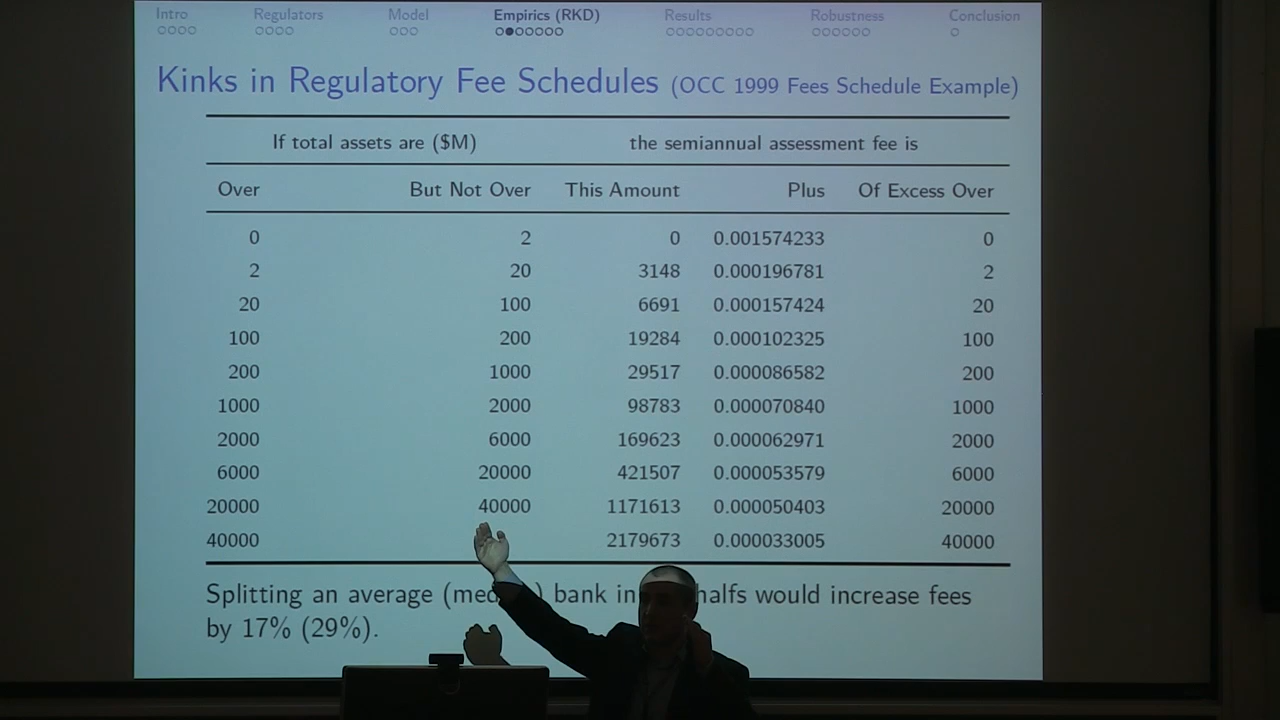 Intro Regulators Model Empirics (RKD) Results Robustness Conclusion
Kinks in Regulatory Fee Schedules (OCC 1999 Fees Schedule Example)
If total assets are ($M) the semiannual assessment fee is
Over But Not Over This Amount Plus Of Excess Over
0 2 0 0.001574233 0
2 20 3148 0.000196781 2
20 100 6691 0.000157424 20
100 200 19284 0.000102325 100
200 1000 29517 0.000086582 200
1000 2000 98783 0.000070840 1000
2000 6000 169623 0.000062971 2000
6000 20000 421507 0.000053579 6000
20000 40000 1171613 0.000050403 20000
40000 2179673 0.000033005 40000
Splitting an average bank in halfs would increase fees
by 17% (29%).